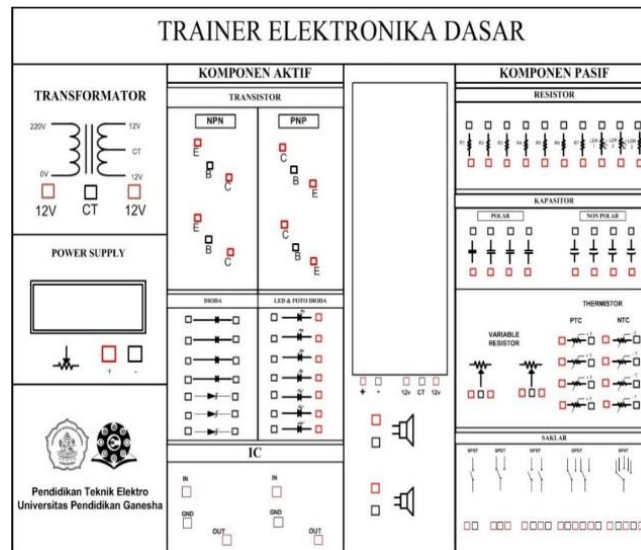 TRAINER ELEKTRONIKA DASAR
TRANSFORMATOR
220V
12V
CT
0V
12V
12V
CT
12V
POWER SUPPLY
+
-
Pendidikan Teknik Elektro
Universitas Pendidikan Ganesha
KOMPONEN AKTIF
TRANSISTOR
NPN
PNP
E
B
C
C
B
E
E
B
C
C
B
E
DIODA
LED & FOTO DIODA
IC
IN
GND
OUT
IN
GND
OUT
+
-
12v
CT
12v
KOMPONEN PASIF
RESISTOR
R1
KAPASITOR
POLAR
NON POLAR
THERMISTOR
PTC
NTC
VARIABLE
RESISTOR
SAKLAR